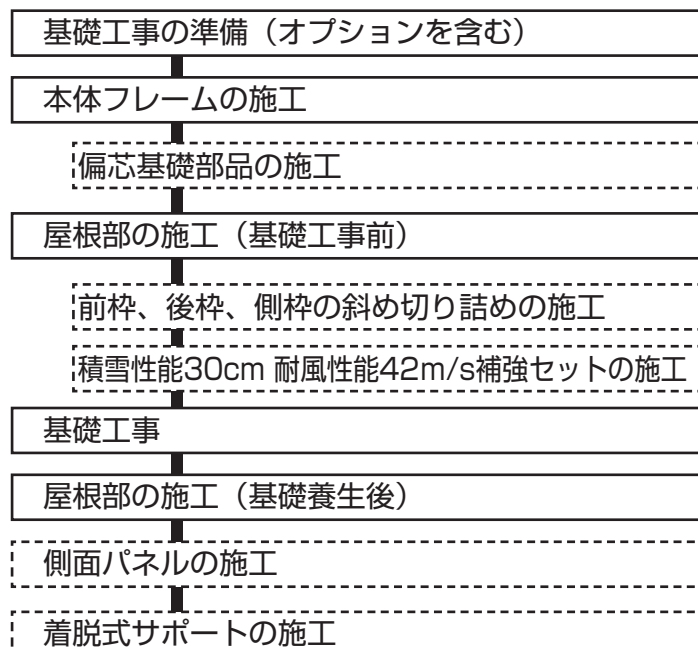 基礎工事の準備（オプションを含む）
本体フレームの施工
偏芯基礎部品の施工
屋根部の施工（基礎工事前）
前枠、後枠、側枠の斜め切り詰めの施工
積雪性能30cm 耐風性能42m/s補強セットの施工
基礎工事
屋根部の施工（基礎養生後）
側面パネルの施工
着脱式サポートの施工